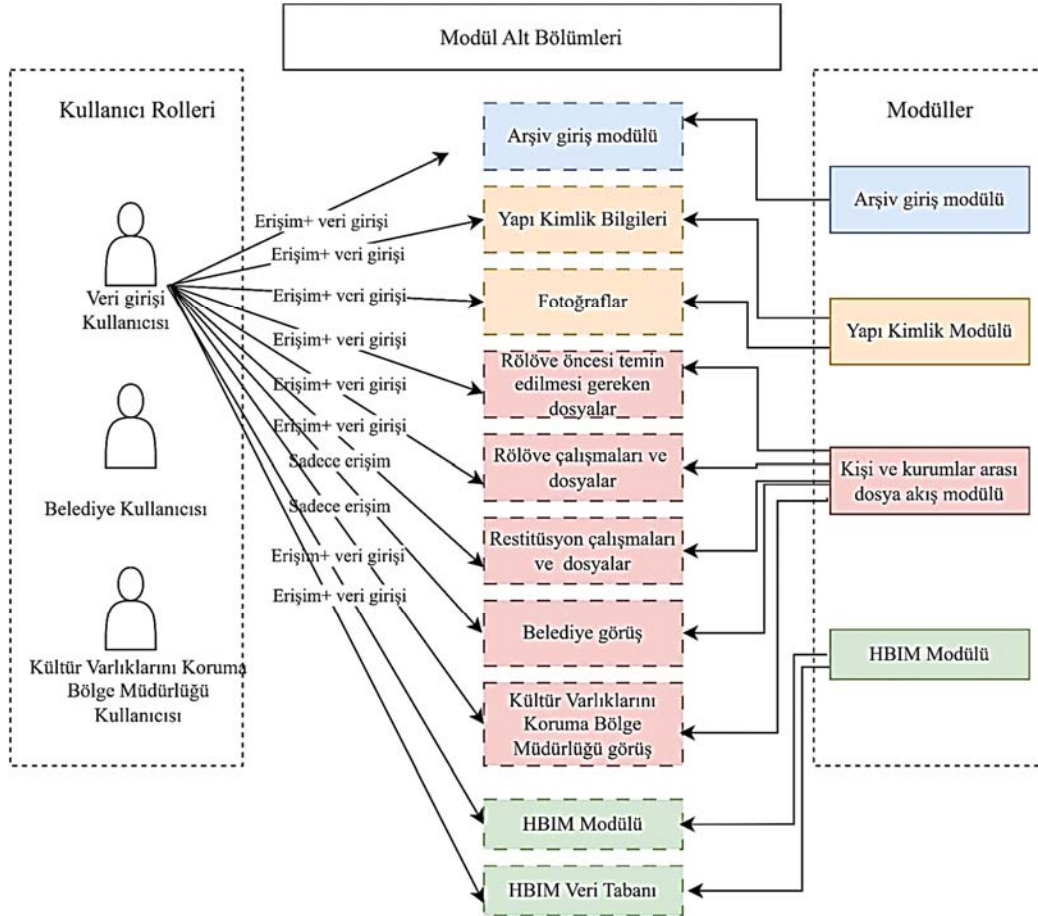 Modül Alt Bölümleri
Kullanıcı Rolleri
Veri girişi
Kullanıcısı
Belediye Kullanıcısı
Kültür Varlıklarını Koruma
Bölge Müdürlüğü
Kullanıcısı
Erişim+ veri girişi
Erişim+ veri girişi
Erişim+ veri girişi
Erişim+ veri girişi
Erişim+ veri girişi
Erişim+ veri girişi
Sadece erişim
Sadece erişim
Erişim+ veri girişi
Erişim+ veri girişi
Arşiv giriş modülü
Yapı Kimlik Bilgileri
Fotoğraflar
Rölöve öncesi temin
edilmesi gereken
dosyalar
Rölöve çalışmaları ve
dosyalar
Restitüsyon çalışmaları
ve dosyalar
Belediye görüş
Kültür Varlıklarını
Koruma Bölge
Müdürlüğü görüş
HBIM Modülü
HBIM Veri Tabanı
Modüller
Arşiv giriş modülü
Yapı Kimlik Modülü
Kişi ve kurumlar arası
dosya akış modülü
HBIM Modülü